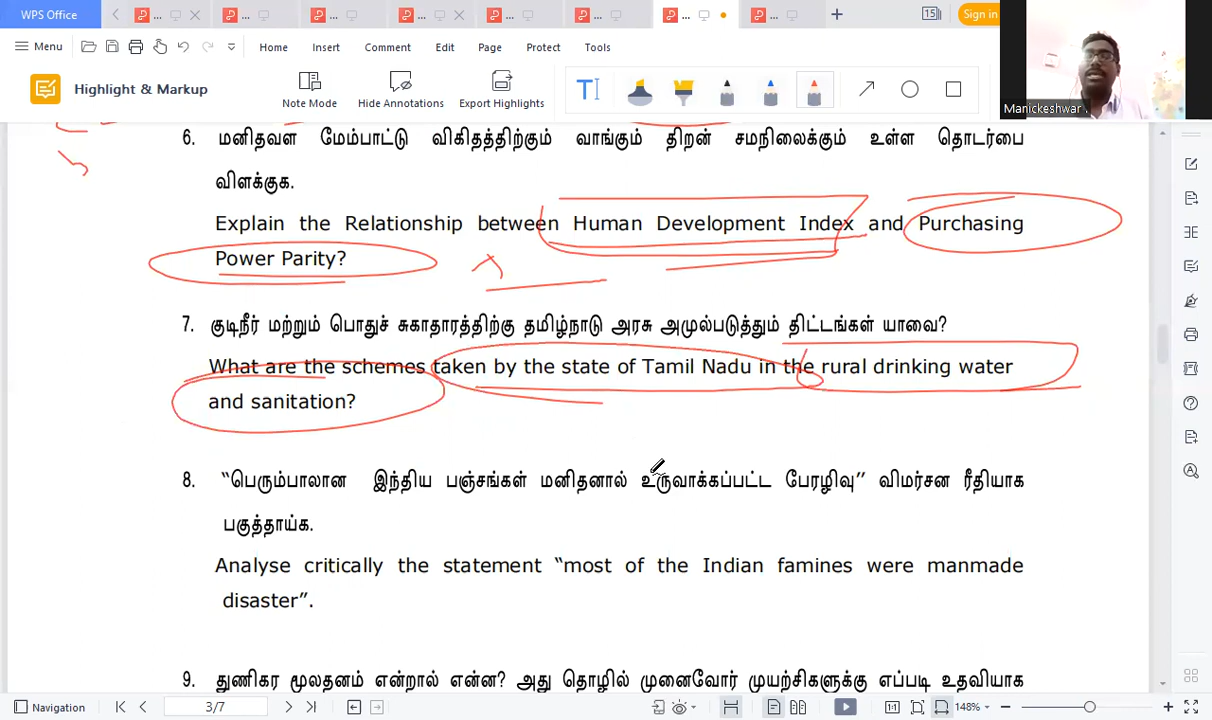 WPS Office ... ... ... ... ... ... ... ... 15 Sign in
Menu Home Insert Comment Edit Page Protect Tools
Highlight & Markup Note Mode Hide Annotations Export Highlights
Manickeshwar
6. மனிதவள மேம்பாட்டு விகிதத்திற்கும் வாங்கும் திறன் சமநிலைக்கும் உள்ள தொடர்பை
விளக்குக.
Explain the Relationship between Human Development Index and Purchasing
Power Parity?
7. குடிநீர் மற்றும் பொதுச் சுகாதாரத்திற்கு தமிழ்நாடு அரசு அமுல்படுத்தும் திட்டங்கள் யாவை?
What are the schemes taken by the state of Tamil Nadu in the rural drinking water
and sanitation?
8. “பெரும்பாலான இந்திய பஞ்சங்கள் மனிதனால் உருவாக்கப்பட்ட பேரழிவு” விமர்சன ரீதியாக
பகுத்தாய்க.
Analyse critically the statement “most of the Indian famines were manmade
disaster”.
9. துணிகர மூலதனம் என்றால் என்ன? அது தொழில் முனைவோர் முயற்சிகளுக்கு எப்படி உதவியாக
Navigation 3/7 1:1 148%